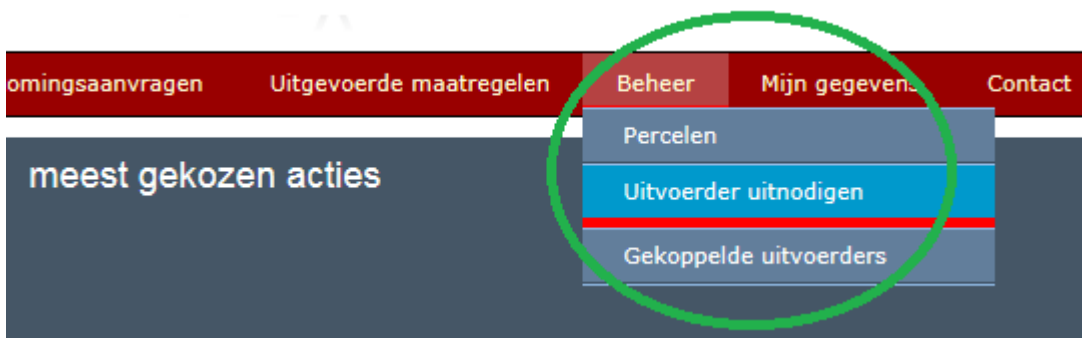 omingsaanvragen Uitgevoerde maatregelen Beheer Mijn gegevens Contact
Percelen
meest gekozen acties
Uitvoerder uitnodigen
Gekoppelde uitvoerders